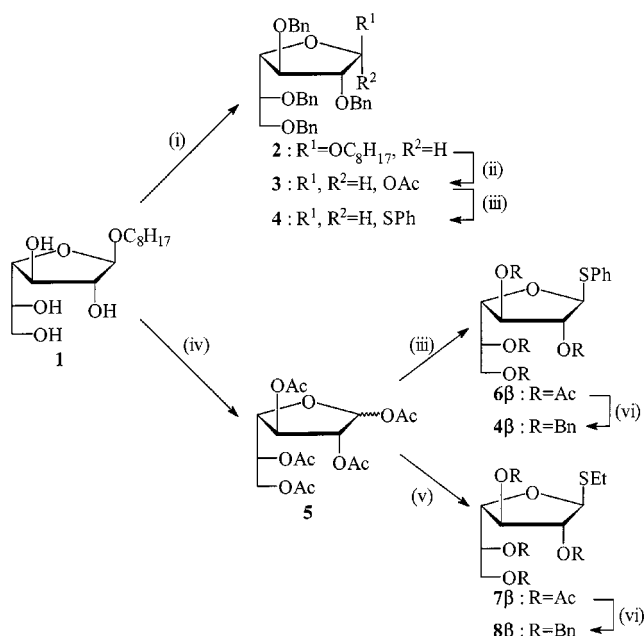 R¹
OBn
O
R²
OBn
OBn
OBn
(i)
2 : R¹=OC₈H₁₇, R²=H
(ii)
3 : R¹, R²=H, OAc
(iii)
4 : R¹, R²=H, SPh
OH
O
OC₈H₁₇
OH
OH
OH
1
(iv)
OAc
O
OAc
OAc
OAc
OAc
5
(iii)
RO
O
SPh
OR
OR
OR
6β : R=Ac
(vi)
4β : R=Bn
(v)
RO
O
SEt
OR
OR
OR
7β : R=Ac
(vi)
8β : R=Bn